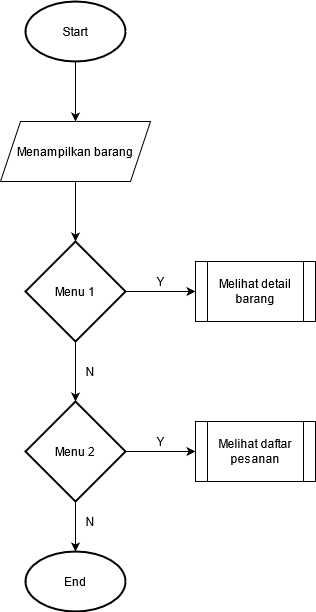 Start
Menampilkan barang
Menu 1
Y
Melihat detail
barang
N
Menu 2
Y
Melihat daftar
pesanan
N
End